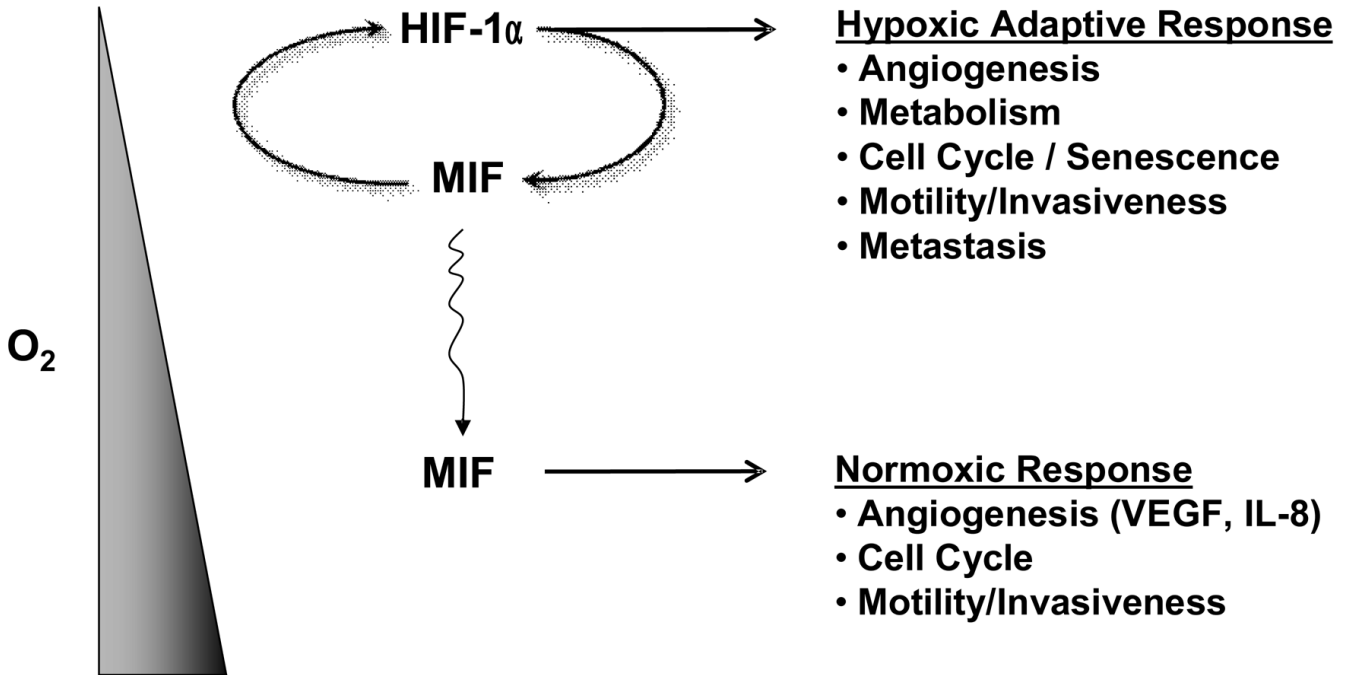 HIF-1α
Hypoxic Adaptive Response
• Angiogenesis
• Metabolism
• Cell Cycle / Senescence
• Motility/Invasiveness
• Metastasis
MIF
O₂
MIF
Normoxic Response
• Angiogenesis (VEGF, IL-8)
• Cell Cycle
• Motility/Invasiveness